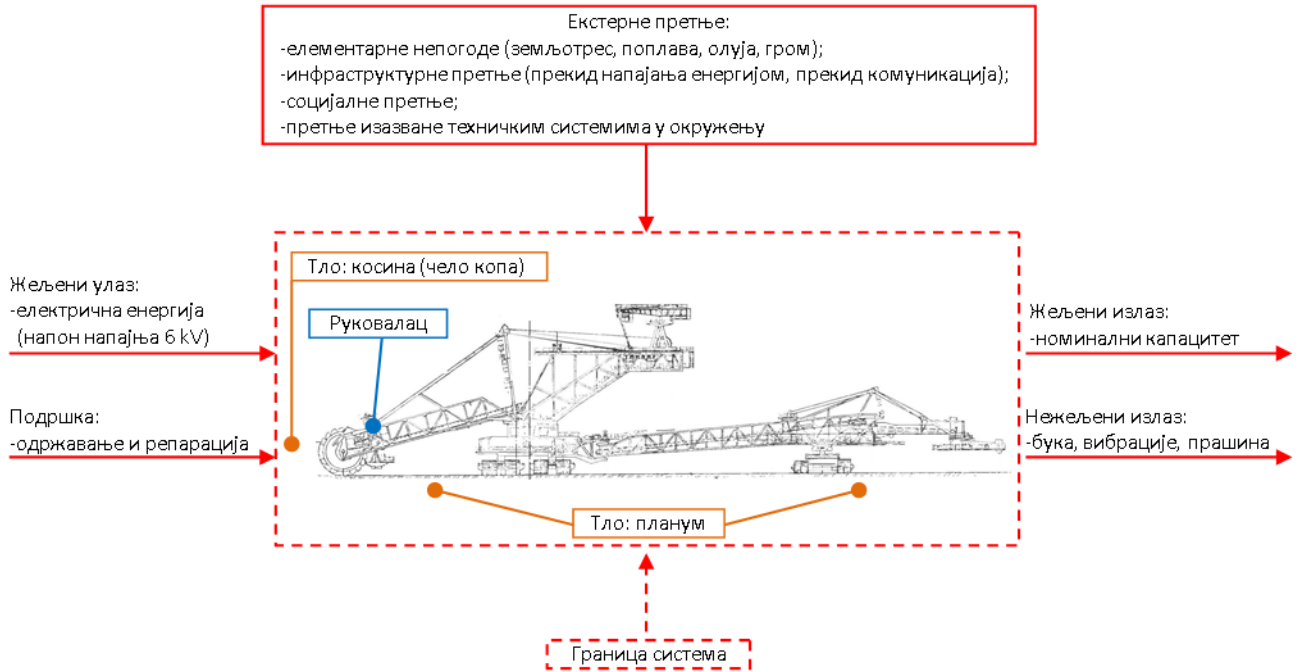 Екстерне претње:
-елементарне непогоде (земљотрес, поплава, олуја, гром);
-инфраструктурне претње (прекид напајања енергијом, прекид комуникација);
-социјалне претње;
-претње изазване техничким системима у окружењу
Тло: косина (чело копа)
Жељени улаз:
-електрична енергија
(напон напајња 6 kV)
Руковалац
Жељени излаз:
-номинални капацитет
Подршка:
-одржавање и репарација
Нежељени излаз:
-бука, вибрације, прашина
Тло: планум
Граница система